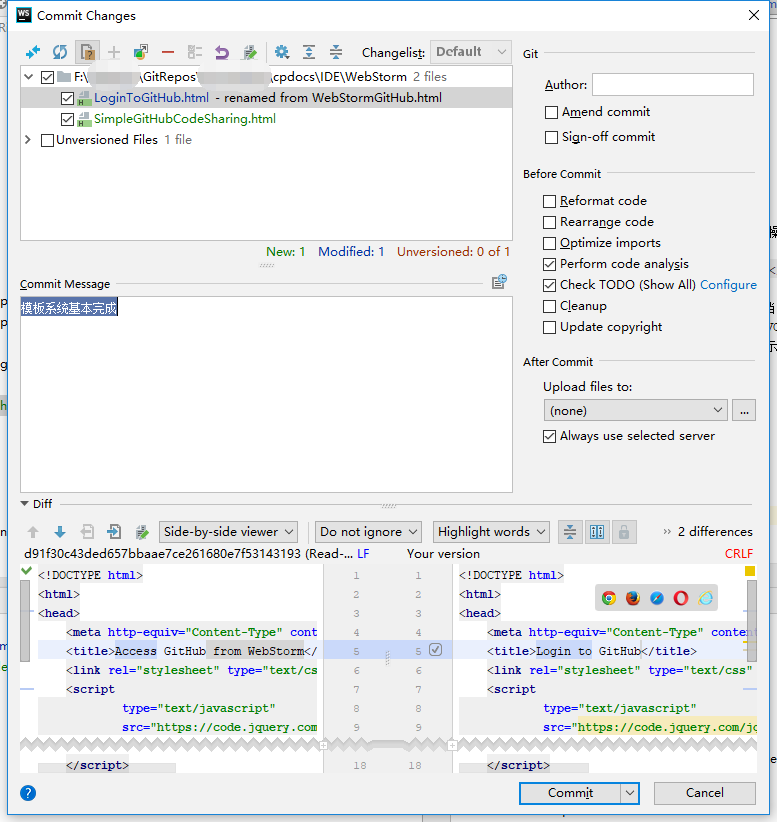 WS Commit Changes
Changelist: Default
F:\ \GitRepos\ \cpdocs\IDE\WebStorm 2 files
LoginToGitHub.html - renamed from WebStormGitHub.html
SimpleGitHubCodeSharing.html
Unversioned Files 1 file
New: 1 Modified: 1 Unversioned: 0 of 1
Commit Message
模板系统基本完成
Git
Author:
Amend commit
Sign-off commit
Before Commit
Reformat code
Rearrange code
Optimize imports
Perform code analysis
Check TODO (Show All) Configure
Cleanup
Update copyright
After Commit
Upload files to:
(none) ...
Always use selected server
Diff
Side-by-side viewer Do not ignore Highlight words » 2 differences
d91f30c43ded657bbaae7ce261680e7f53143193 (Read-... LF Your version CRLF
<!DOCTYPE html> 1 1 <!DOCTYPE html>
<html> 2 2 <html>
<head> 3 3 <head>
<meta http-equiv="Content-Type" cont 4 4 <meta http-equiv="Content-Type" conten
<title>Access GitHub from WebStorm</ 5 5 <title>Login to GitHub</title>
<link rel="stylesheet" type="text/cs 6 6 <link rel="stylesheet" type="text/css"
<script 7 7 <script
type="text/javascript" 8 8 type="text/javascript"
src="https://code.jquery.com 9 9 src="https://code.jquery.com/jq
</script> 18 18 </script>
? Commit Cancel